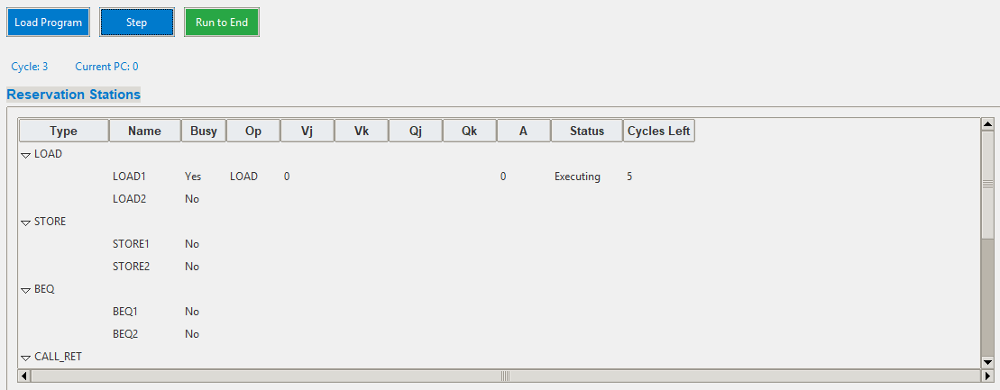 Load Program Step Run to End
Cycle: 3 Current PC: 0
Reservation Stations
Type Name Busy Op Vj Vk Qj Qk A Status Cycles Left
LOAD
LOAD1 Yes LOAD 0 0 Executing 5
LOAD2 No
STORE
STORE1 No
STORE2 No
BEQ
BEQ1 No
BEQ2 No
CALL_RET